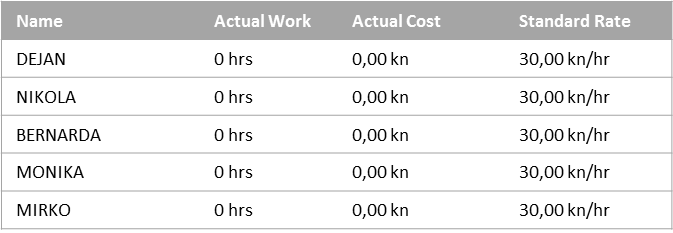 Name Actual Work Actual Cost Standard Rate
DEJAN 0 hrs 0,00 kn 30,00 kn/hr
NIKOLA 0 hrs 0,00 kn 30,00 kn/hr
BERNARDA 0 hrs 0,00 kn 30,00 kn/hr
MONIKA 0 hrs 0,00 kn 30,00 kn/hr
MIRKO 0 hrs 0,00 kn 30,00 kn/hr